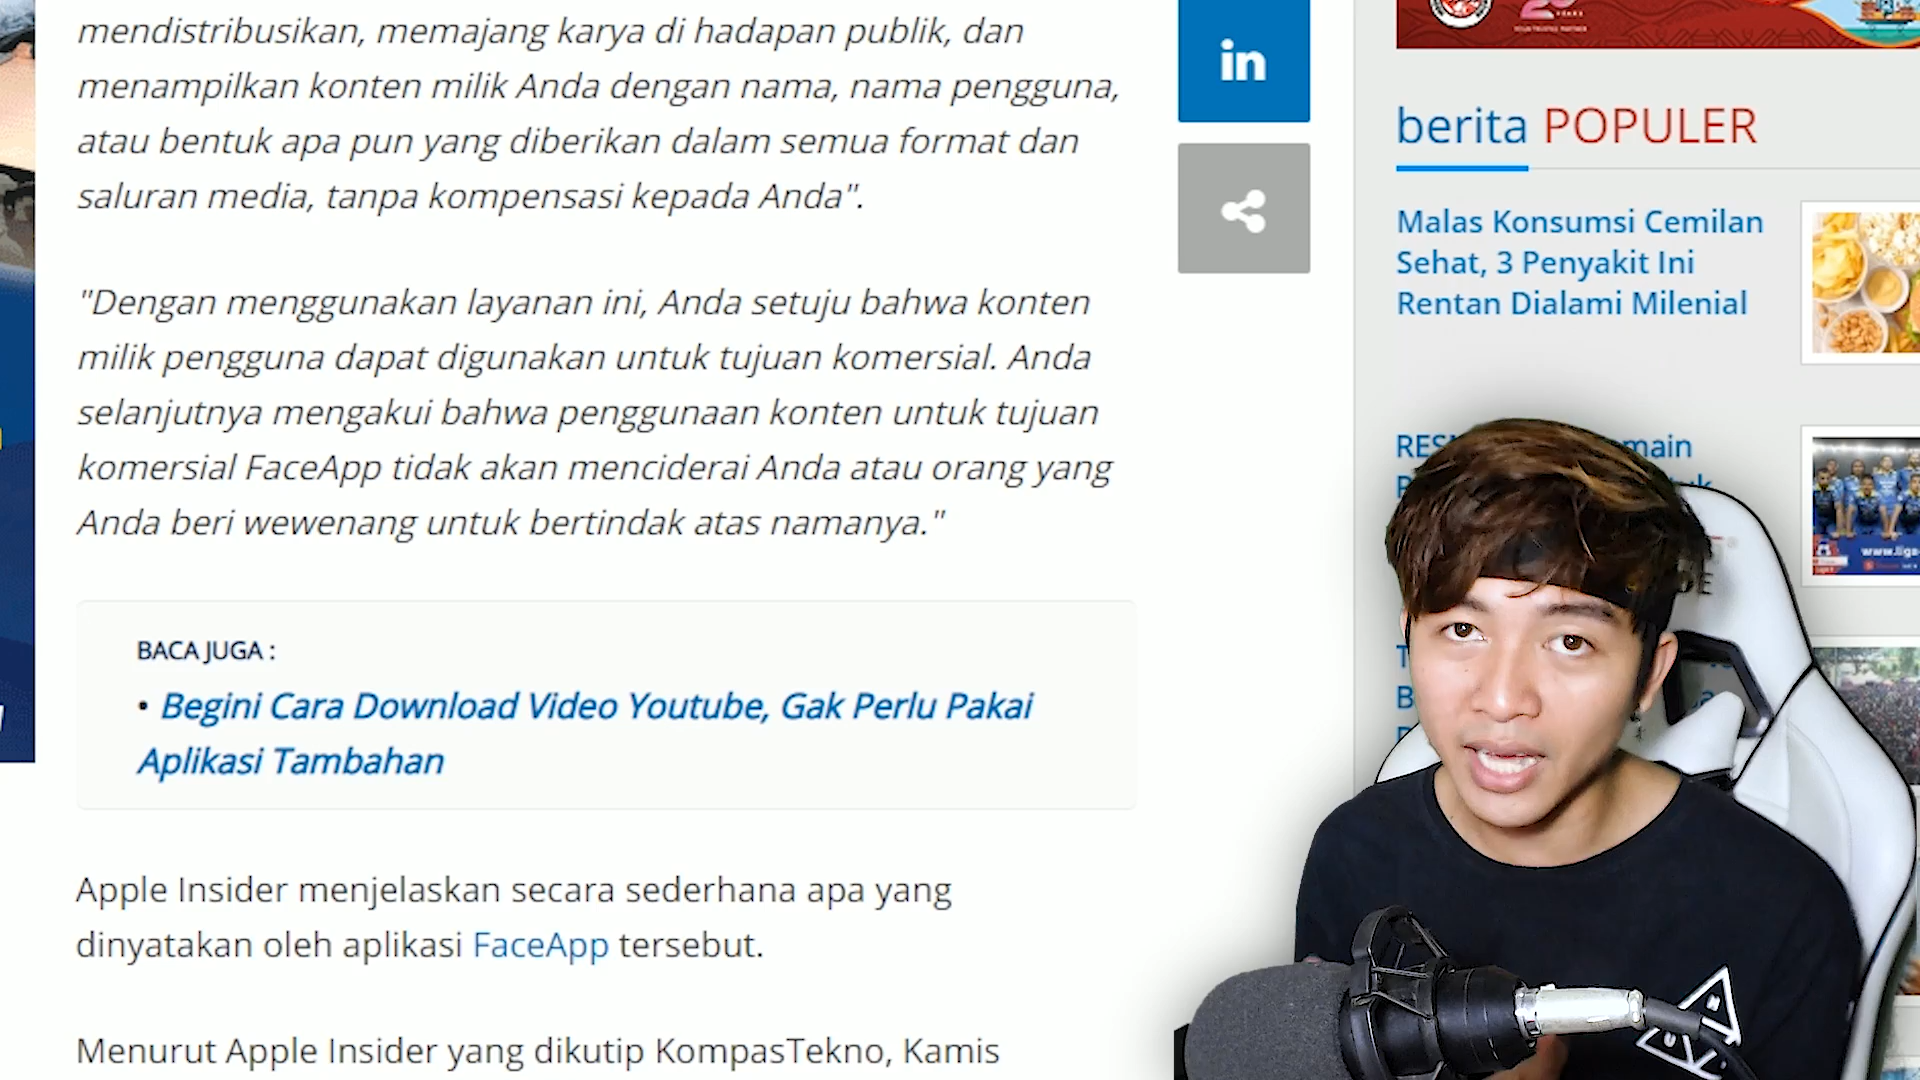 mendistribusikan, memajang karya di hadapan publik, dan
menampilkan konten milik Anda dengan nama, nama pengguna,
atau bentuk apa pun yang diberikan dalam semua format dan
saluran media, tanpa kompensasi kepada Anda".
"Dengan menggunakan layanan ini, Anda setuju bahwa konten
milik pengguna dapat digunakan untuk tujuan komersial. Anda
selanjutnya mengakui bahwa penggunaan konten untuk tujuan
komersial FaceApp tidak akan menciderai Anda atau orang yang
Anda beri wewenang untuk bertindak atas namanya."
BACA JUGA :
• Begini Cara Download Video Youtube, Gak Perlu Pakai
Aplikasi Tambahan
Apple Insider menjelaskan secara sederhana apa yang
dinyatakan oleh aplikasi FaceApp tersebut.
Menurut Apple Insider yang dikutip KompasTekno, Kamis
in
berita POPULER
Malas Konsumsi Cemilan
Sehat, 3 Penyakit Ini
Rentan Dialami Milenial